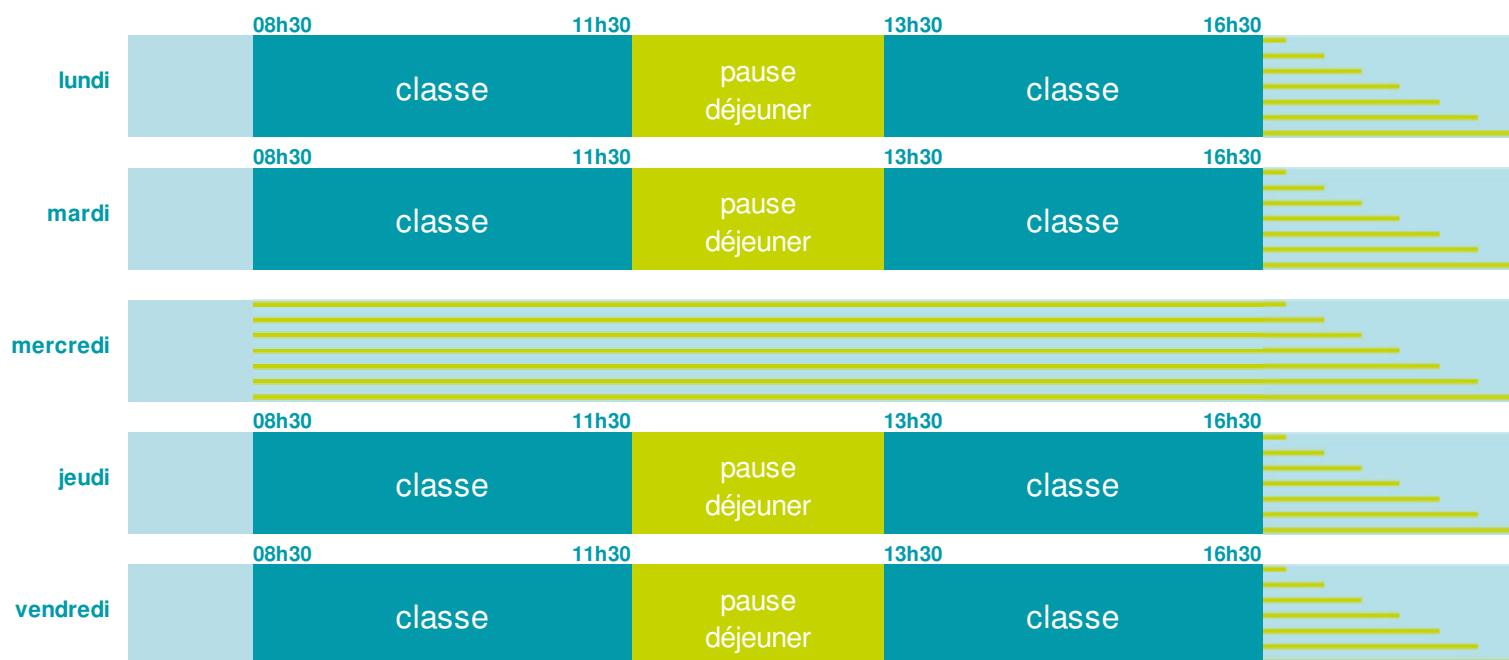 08h30 11h30 13h30 16h30
lundi classe pause déjeuner classe
08h30 11h30 13h30 16h30
mardi classe pause déjeuner classe
mercredi
08h30 11h30 13h30 16h30
jeudi classe pause déjeuner classe
08h30 11h30 13h30 16h30
vendredi classe pause déjeuner classe